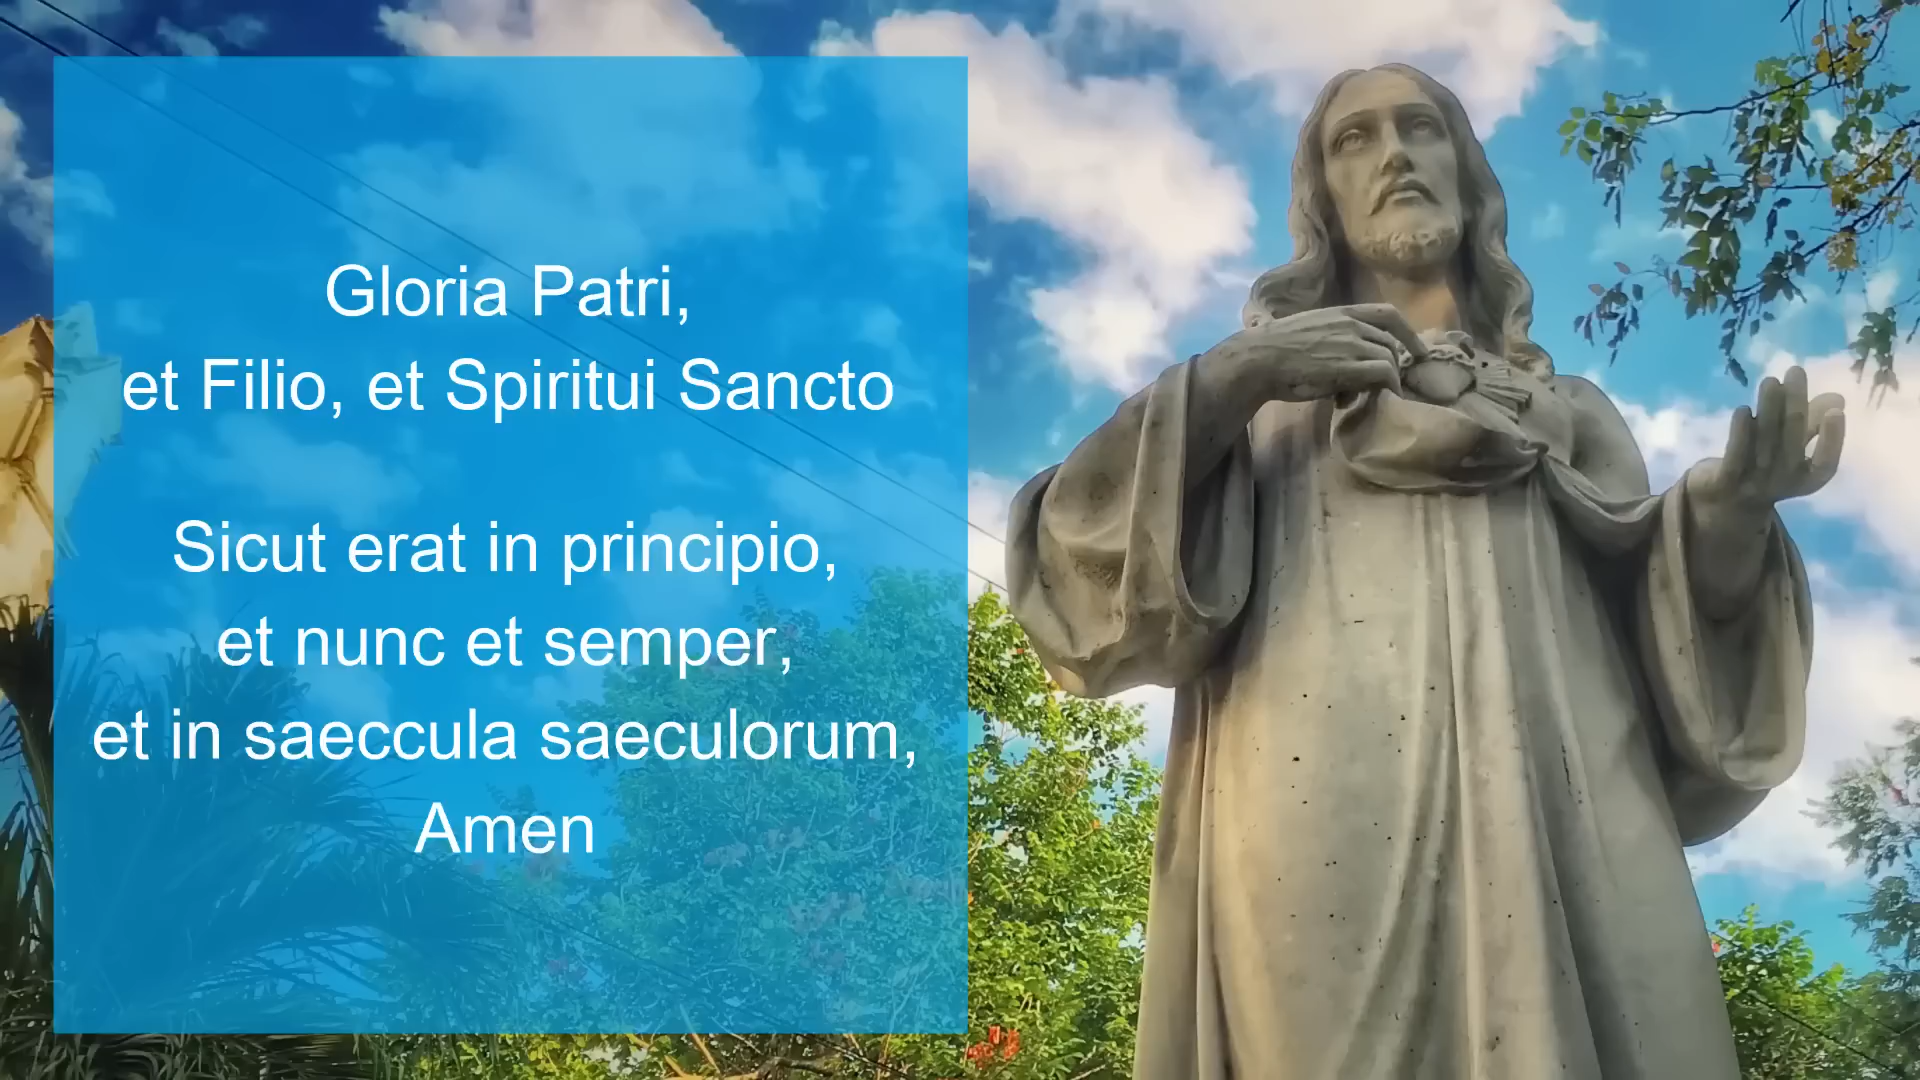 Gloria Patri,
et Filio, et Spiritui Sancto
Sicut erat in principio,
et nunc et semper,
et in saeccula saeculorum,
Amen